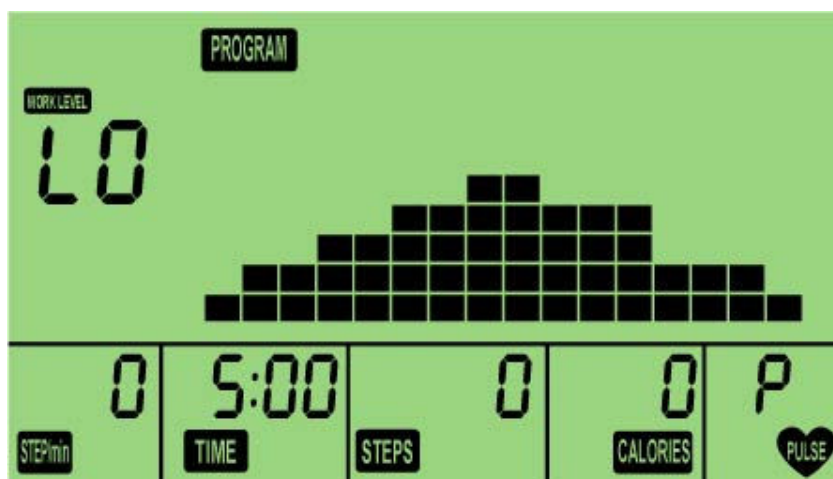 PROGRAM
WORK LEVEL
L0
0 5:00 0 0 P
STEP/min TIME STEPS CALORIES PULSE